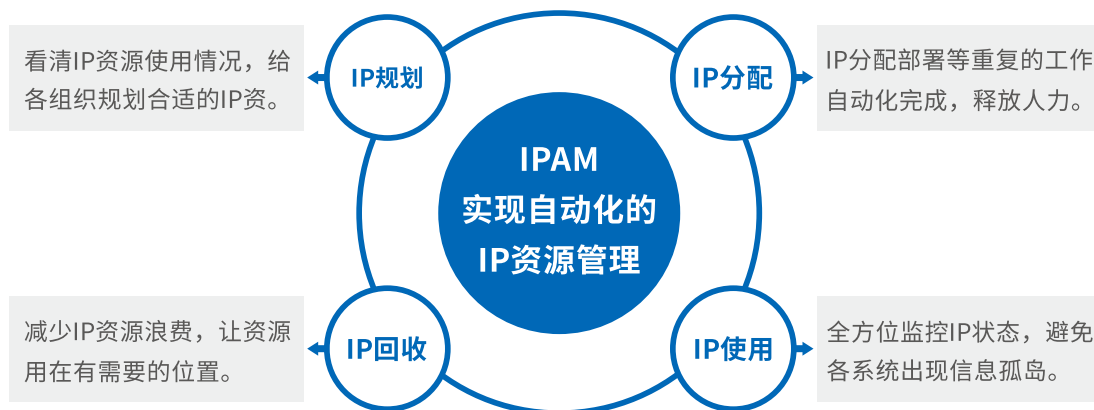 看清IP资源使用情况，给
各组织规划合适的IP资。
IP规划
IP分配
IP分配部署等重复的工作
自动化完成，释放人力。
IPAM
实现自动化的
IP资源管理
减少IP资源浪费，让资源
用在有需要的位置。
IP回收
IP使用
全方位监控IP状态，避免
各系统出现信息孤岛。